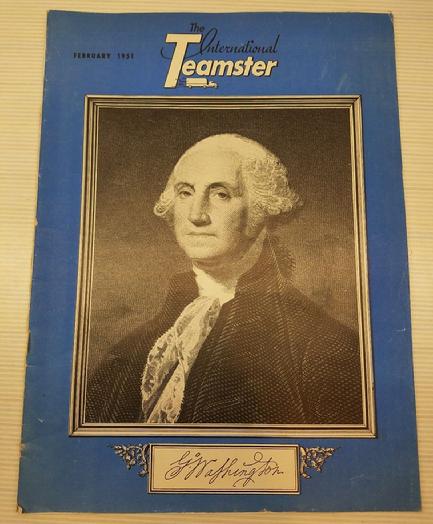 The
International
FEBRUARY 1951
Teamster
G. Washington